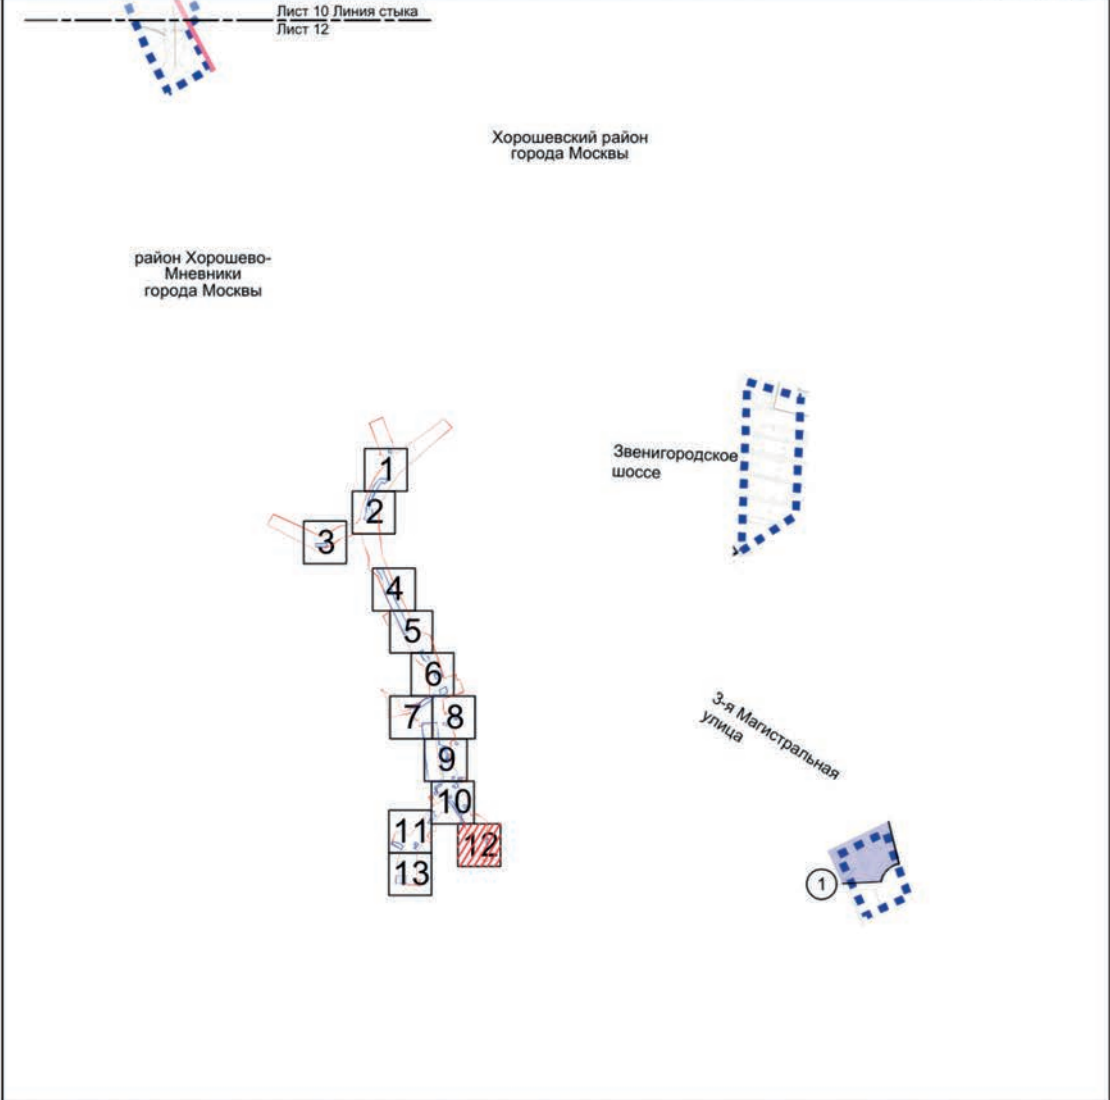 Лист 10 Линия стыка
Лист 12
Хорошевский район
города Москвы
район Хорошево-
Мневники
города Москвы
Звенигородское
шоссе
1
2
3
4
5
6
7 8
9
10
11
12
13
3-я Магистральная
улица
1